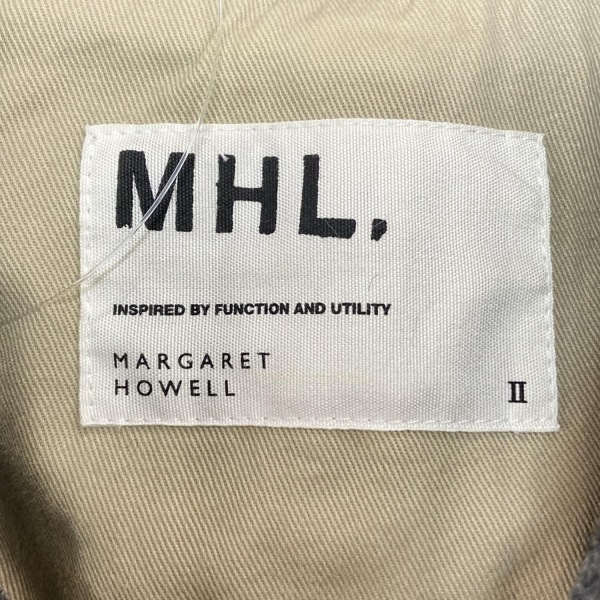 MHL.
INSPIRED BY FUNCTION AND UTILITY
MARGARET
HOWELL
II